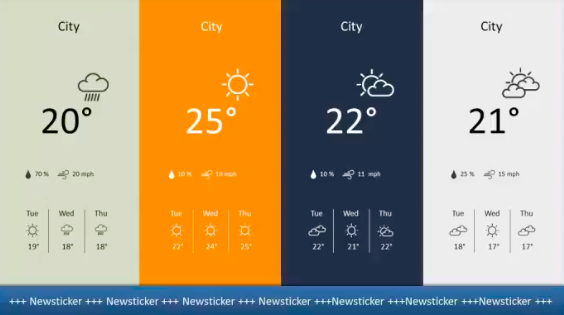 City
20°
70 % 20 mph
Tue Wed Thu
19° 18° 18°
City
25°
10 % 10 mph
Tue Wed Thu
22° 24° 25°
City
22°
10 % 11 mph
Tue Wed Thu
22° 21° 22°
City
21°
25 % 15 mph
Tue Wed Thu
18° 17° 17°
+++ Newsticker +++ Newsticker +++ Newsticker +++ Newsticker +++Newsticker +++Newsticker +++Newsticker +++